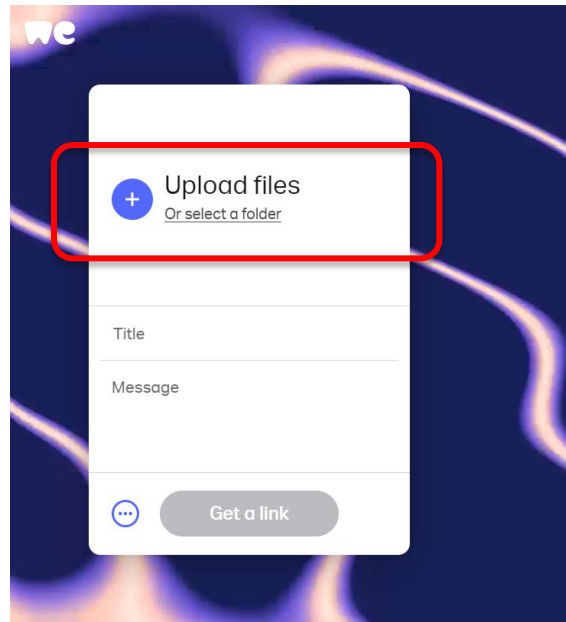 we
Upload files
Or select a folder
Title
Message
Get a link